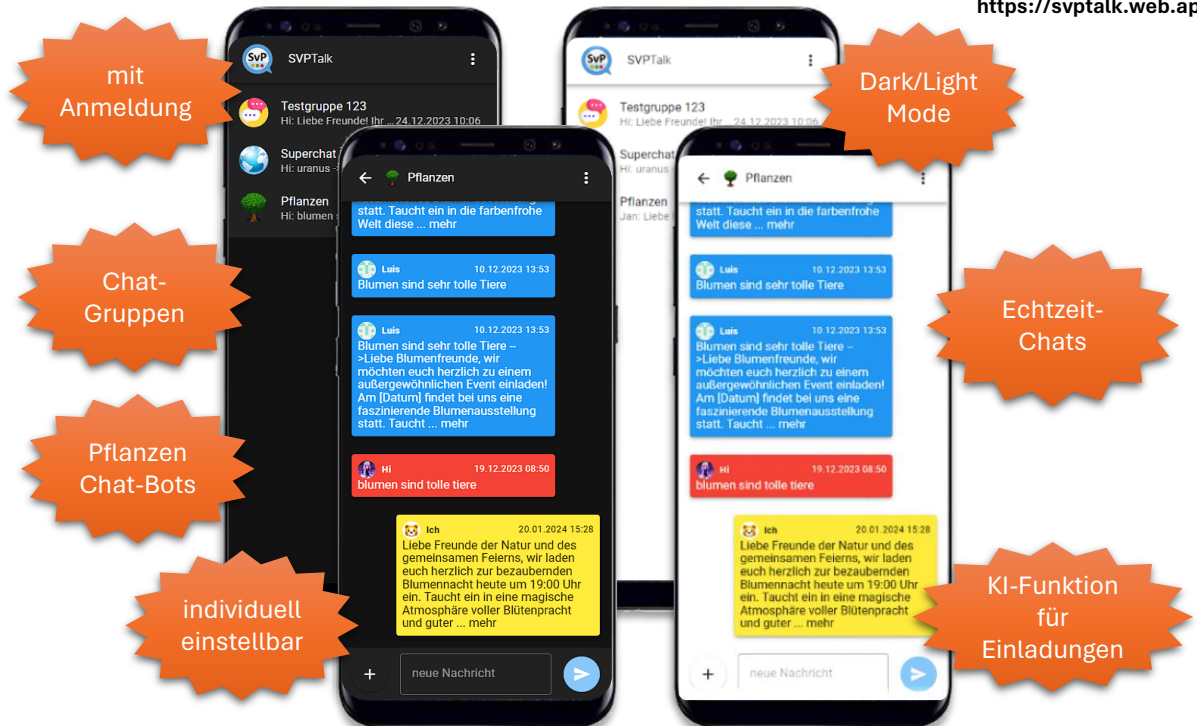 https://svptalk.web.ap
mit
Anmeldung
Chat-
Gruppen
Pflanzen
Chat-Bots
individuell
einstellbar
SvP
SVPTalk
Testgruppe 123
Hi: Liebe Freunde! Ihr ... 24.12.2023 10:06
Superchat
Hi: uranus -
Pflanzen
Hi: blumen s
Pflanzen
statt. Taucht ein in die farbenfrohe
Welt diese ... mehr
Luis 10.12.2023 13:53
Blumen sind sehr tolle Tiere
Luis 10.12.2023 13:53
Blumen sind sehr tolle Tiere --
>Liebe Blumenfreunde, wir
möchten euch herzlich zu einem
außergewöhnlichen Event einladen!
Am [Datum] findet bei uns eine
faszinierende Blumenausstellung
statt. Taucht ... mehr
Hi 19.12.2023 08:50
blumen sind tolle tiere
Ich 20.01.2024 15:28
Liebe Freunde der Natur und des
gemeinsamen Feierns, wir laden
euch herzlich zur bezaubernden
Blumennacht heute um 19:00 Uhr
ein. Taucht ein in eine magische
Atmosphäre voller Blütenpracht
und guter ... mehr
+ neue Nachricht
SvP
SVPTalk
Testgruppe 123
Hi: Liebe Freunde! Ihr ... 24.12.2023 10:06
Superchat
Hi: uranus
Pflanzen
Jan: Liebe
Pflanzen
statt. Taucht ein in die farbenfrohe
Welt diese ... mehr
Luis 10.12.2023 13:53
Blumen sind sehr tolle Tiere
Luis 10.12.2023 13:53
Blumen sind sehr tolle Tiere --
>Liebe Blumenfreunde, wir
möchten euch herzlich zu einem
außergewöhnlichen Event einladen!
Am [Datum] findet bei uns eine
faszinierende Blumenausstellung
statt. Taucht ... mehr
Hi 19.12.2023 08:50
blumen sind tolle tiere
Ich 20.01.2024 15:28
Liebe Freunde der Natur und des
gemeinsamen Feierns, wir laden
euch herzlich zur bezaubernden
Blumennacht heute um 19:00 Uhr
ein. Taucht ein in eine magische
Atmosphäre voller Blütenpracht
und guter ... mehr
+ neue Nachricht
Dark/Light
Mode
Echtzeit-
Chats
KI-Funktion
für
Einladungen